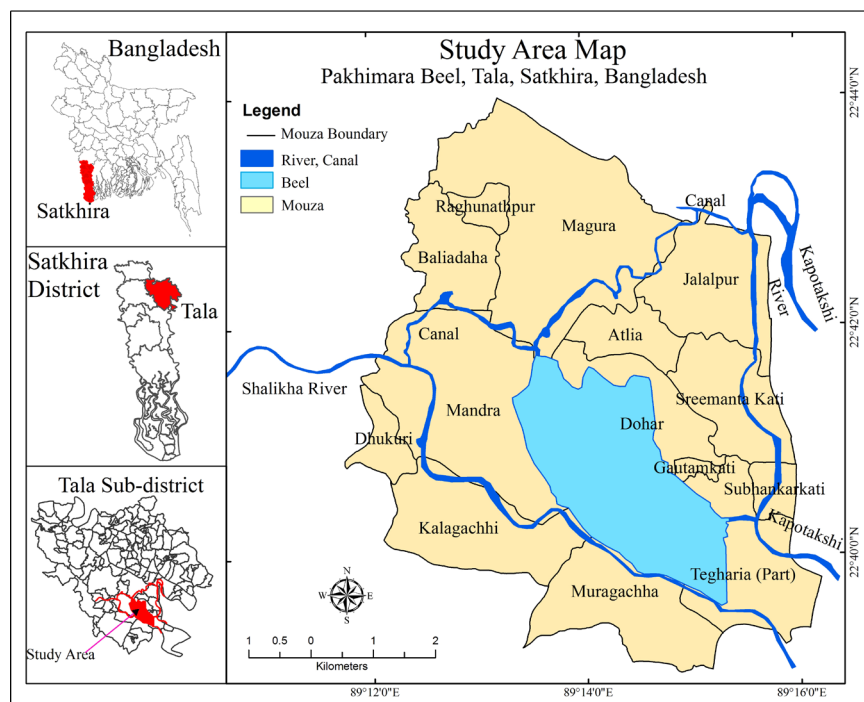 Bangladesh
Satkhira
Satkhira
District
Tala
Tala Sub-district
Study Area
Study Area Map
Pakhimara Beel, Tala, Satkhira, Bangladesh
Legend
Mouza Boundary
River, Canal
Beel
Mouza
Raghunathpur
Magura
Canal
Baliadaha
Jalalpur
River
Kapotakshi
Canal
Atlia
Shalikha River
Mandra
Sreemanta Kati
Dohar
Dhukuri
Gautamkati
Subhankarkati
Kalagachhi
Kapotakshi
Tegharia (Part)
Muragachha
N
W E
S
1 0.5 0 1 2
Kilometers
22°44'0"N
22°42'0"N
22°40'0"N
89°12'0"E 89°14'0"E 89°16'0"E